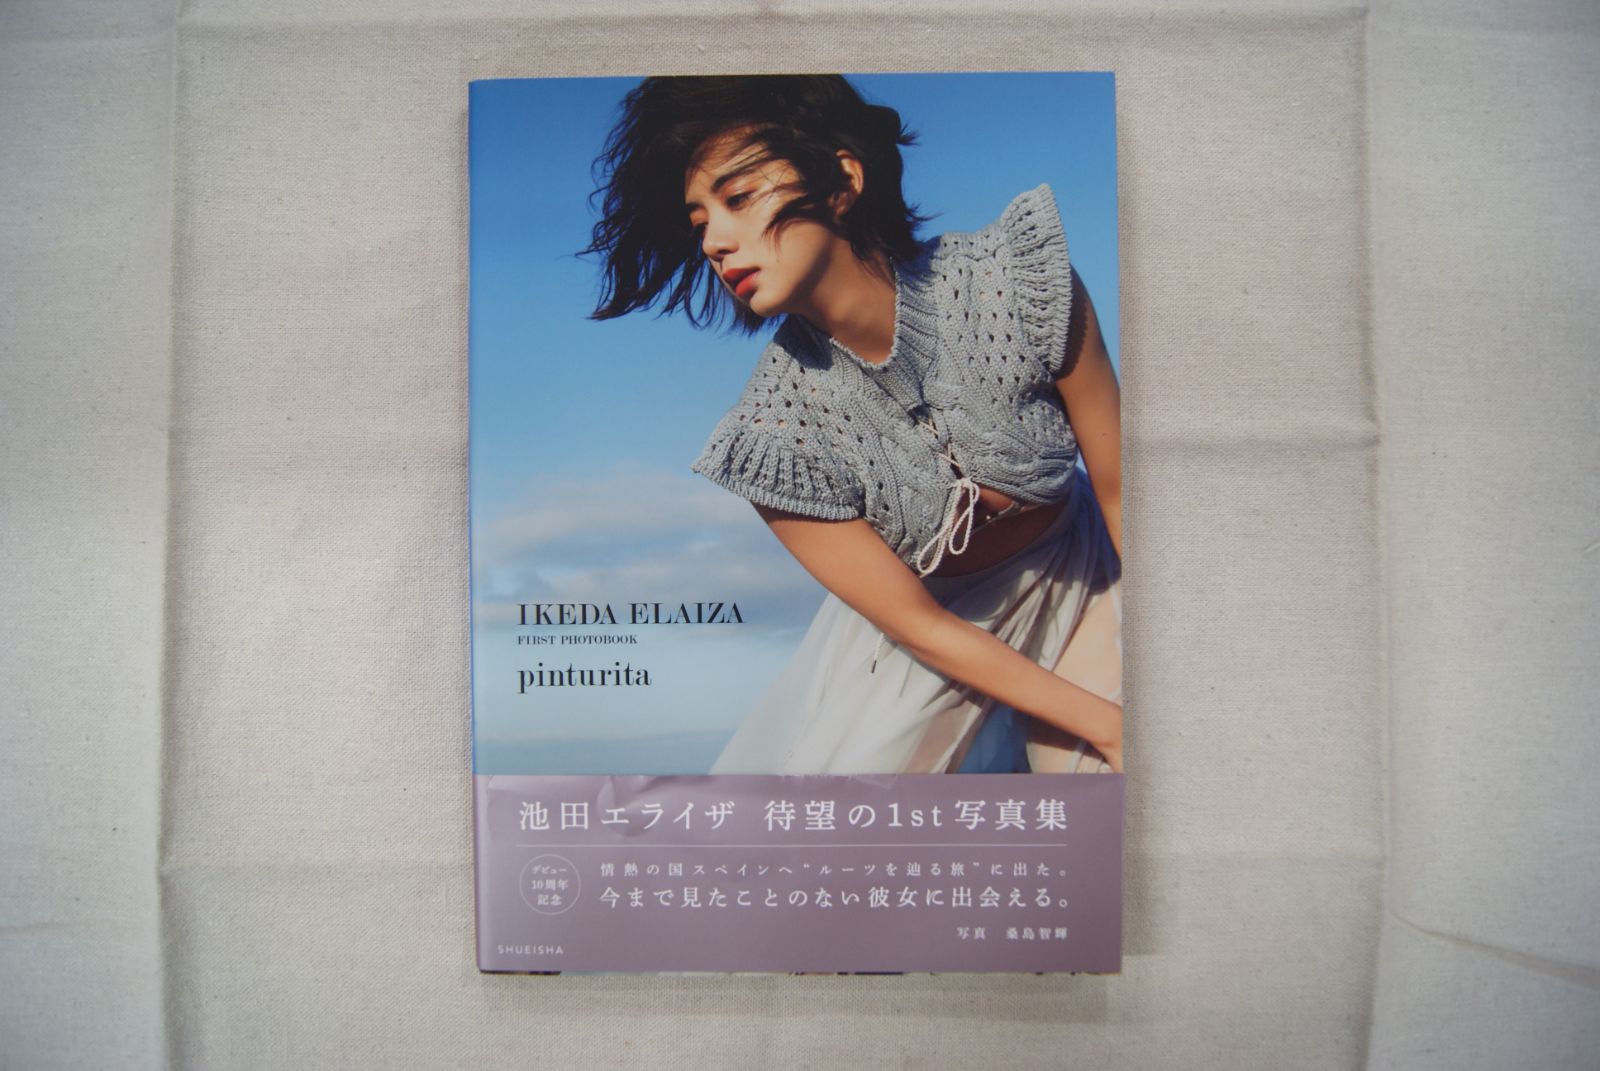 IKEDA ELAIZA
FIRST PHOTOBOOK
pinturita
池田エライザ 待望の1st写真集
デビュー
10周年
記念
情熱の国スペインへ“ルーツを辿る旅”に出た。
今まで見たことのない彼女に出会える。
写真 桑島智輝
SHUEISHA